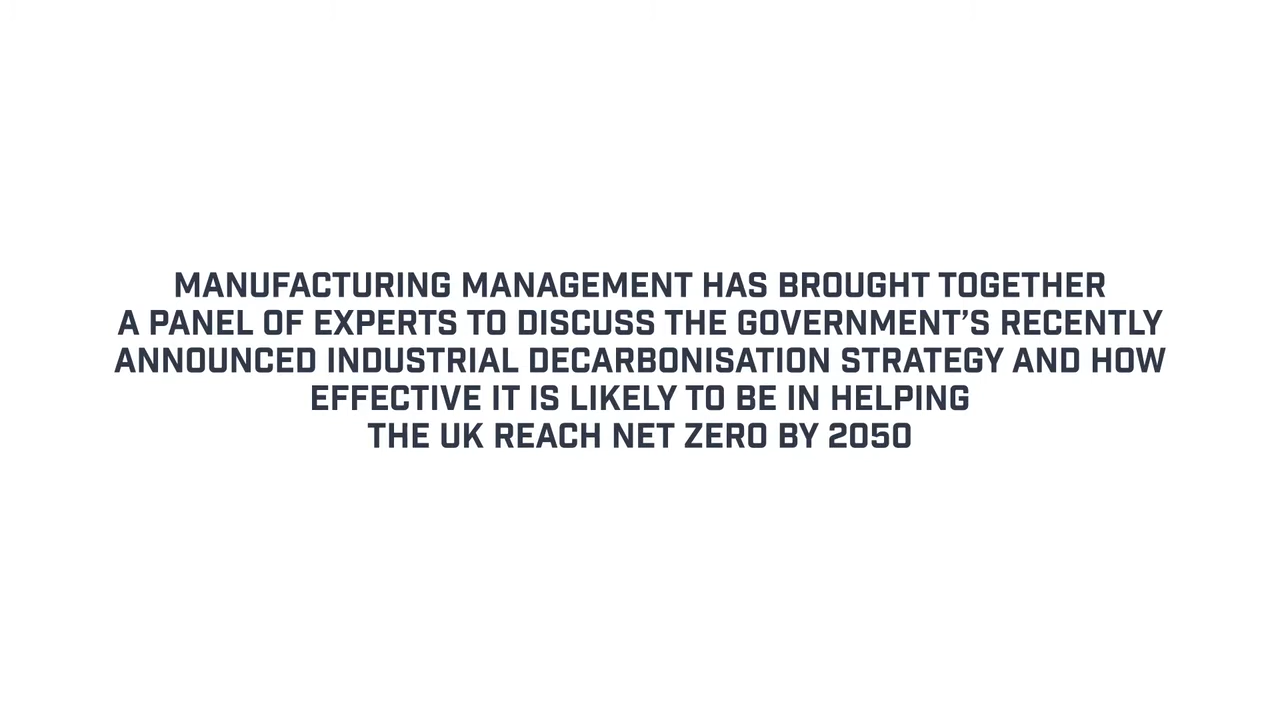 MANUFACTURING MANAGEMENT HAS BROUGHT TOGETHER
A PANEL OF EXPERTS TO DISCUSS THE GOVERNMENT’S RECENTLY
ANNOUNCED INDUSTRIAL DECARBONISATION STRATEGY AND HOW
EFFECTIVE IT IS LIKELY TO BE IN HELPING
THE UK REACH NET ZERO BY 2050